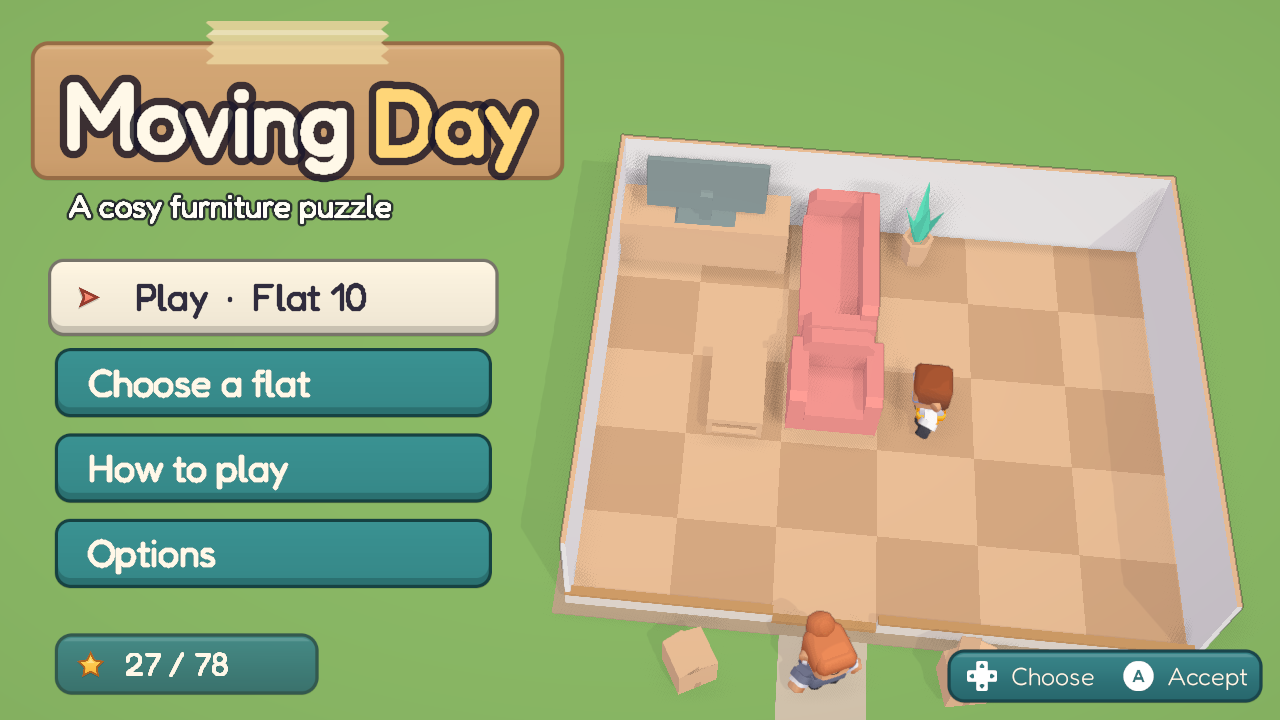 Moving Day
A cosy furniture puzzle
Play · Flat 10
Choose a flat
How to play
Options
27 / 78
Choose A Accept